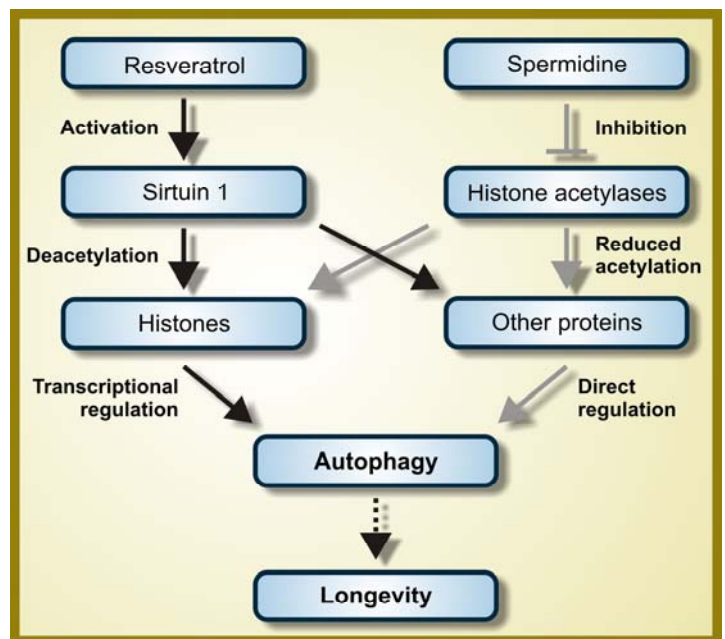 Resveratrol
Spermidine
Activation
Inhibition
Sirtuin 1
Histone acetylases
Deacetylation
Reduced
acetylation
Histones
Other proteins
Transcriptional
regulation
Direct
regulation
Autophagy
Longevity